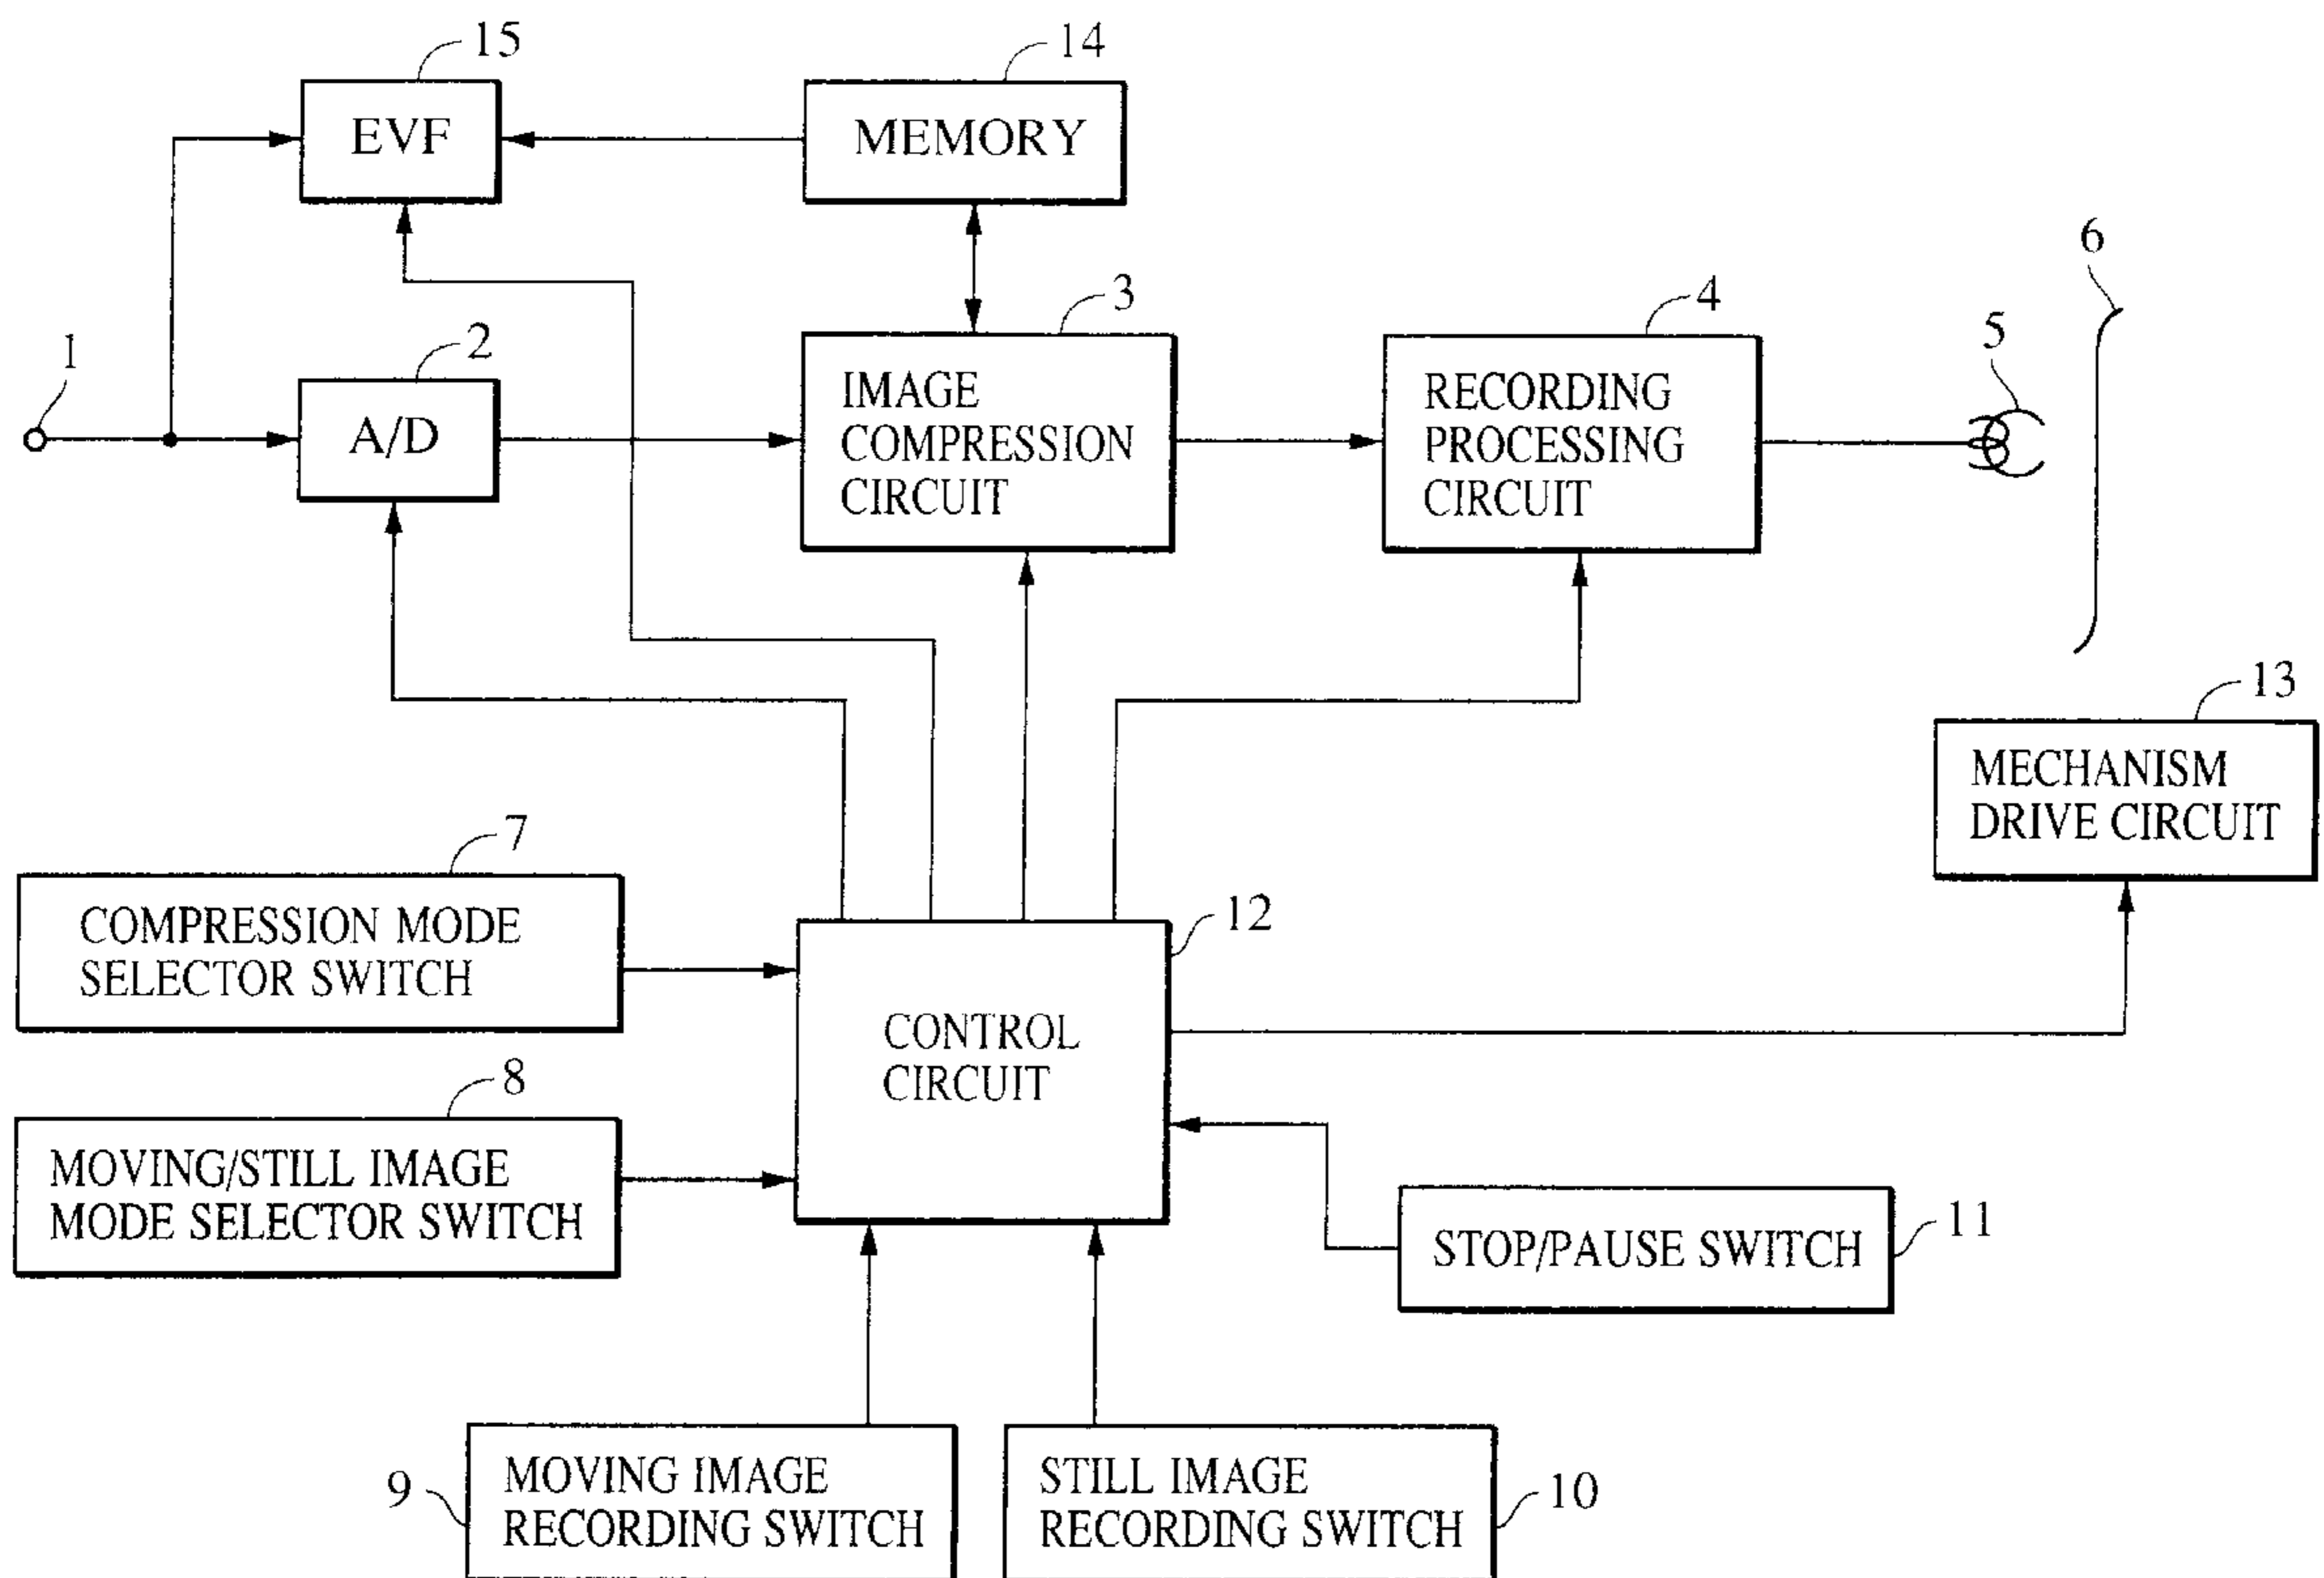 15
14
EVF
MEMORY
6
3
4
5
1
2
A/D
IMAGE
COMPRESSION
CIRCUIT
RECORDING
PROCESSING
CIRCUIT
13
MECHANISM
DRIVE CIRCUIT
7
COMPRESSION MODE
SELECTOR SWITCH
12
CONTROL
CIRCUIT
8
MOVING/STILL IMAGE
MODE SELECTOR SWITCH
STOP/PAUSE SWITCH
11
9
MOVING IMAGE
RECORDING SWITCH
STILL IMAGE
RECORDING SWITCH
10